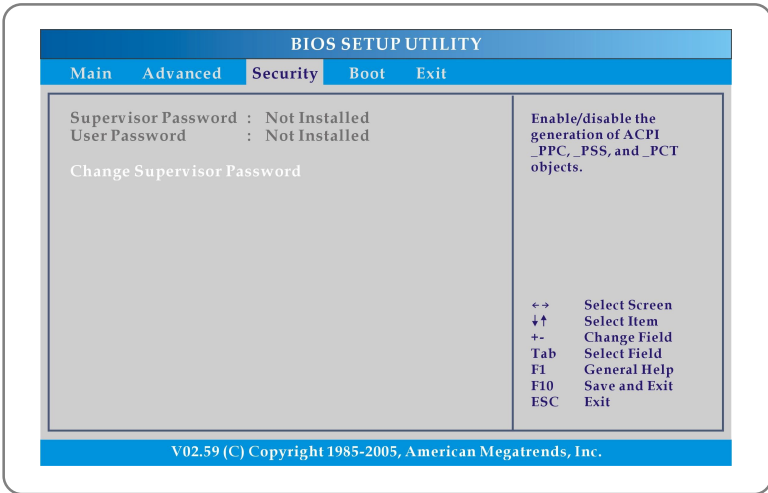 BIOS SETUP UTILITY
Main Advanced Security Boot Exit
Supervisor Password : Not Installed
User Password : Not Installed
Change Supervisor Password
Enable/disable the
generation of ACPI
_PPC, _PSS, and _PCT
objects.
←→ Select Screen
↓↑ Select Item
+- Change Field
Tab Select Field
F1 General Help
F10 Save and Exit
ESC Exit
V02.59 (C) Copyright 1985-2005, American Megatrends, Inc.